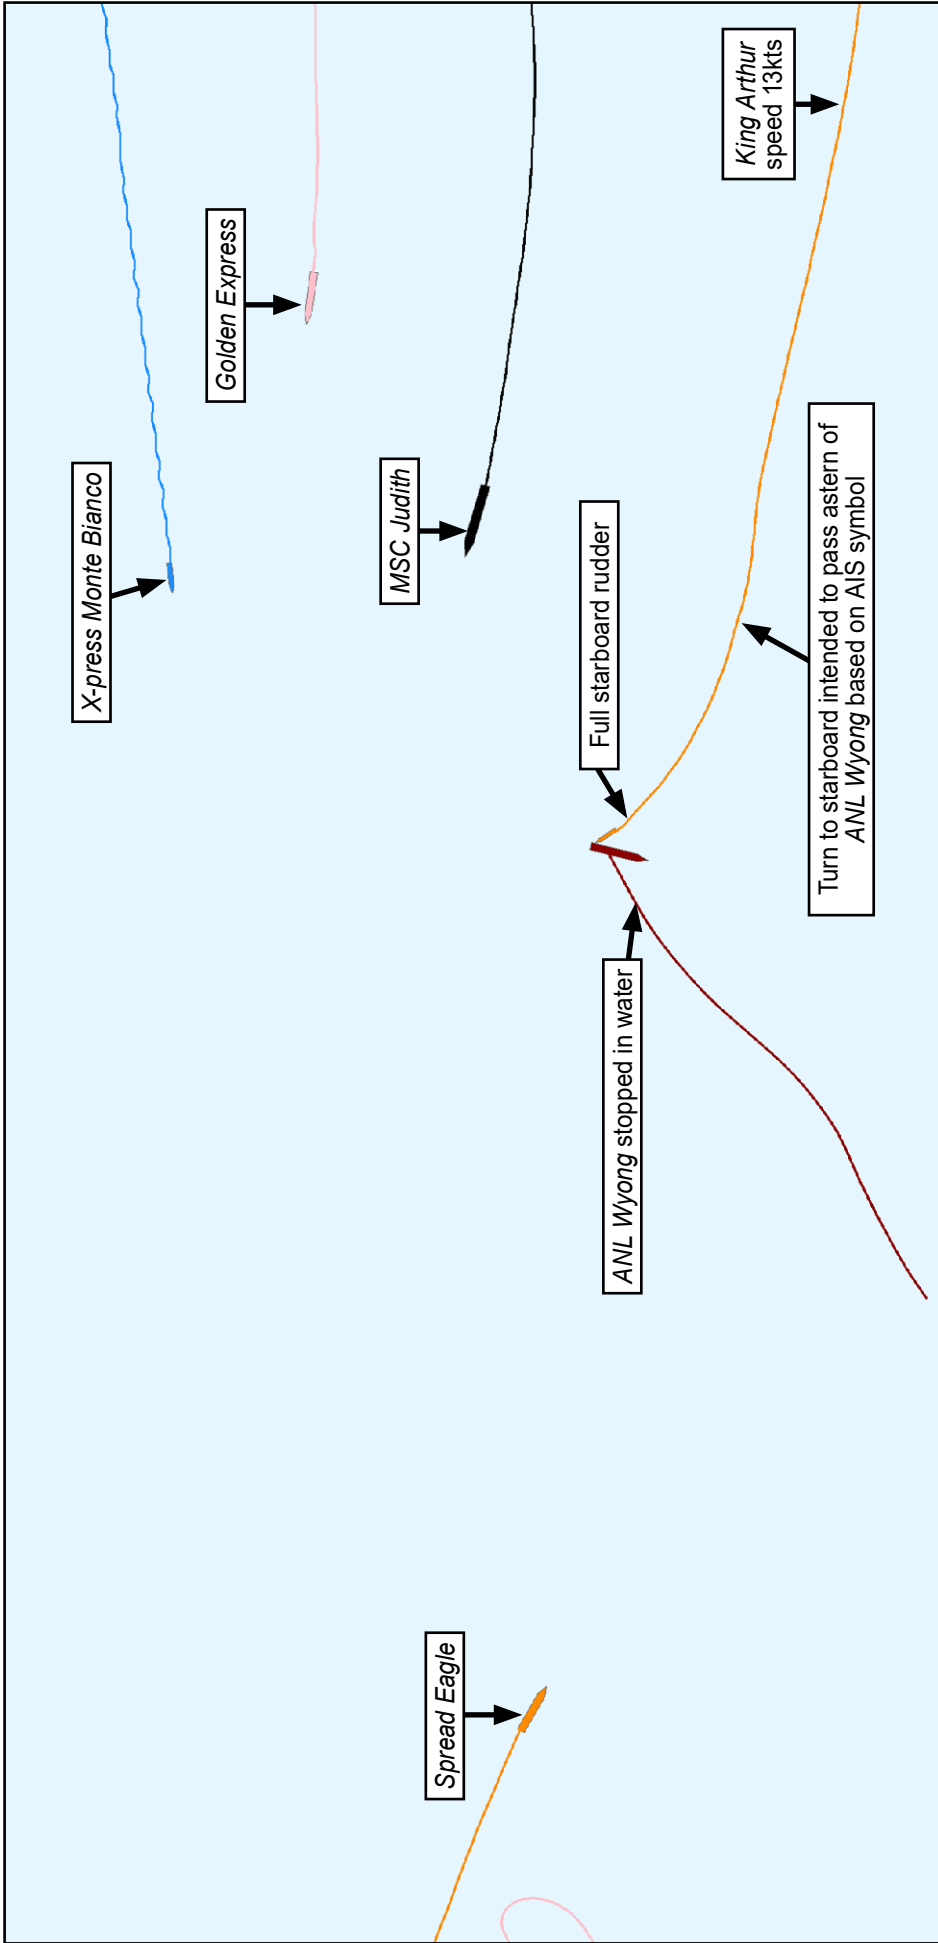 X-press Monte Bianco
Golden Express
MSC Judith
King Arthur
speed 13kts
Full starboard rudder
Turn to starboard intended to pass astern of
ANL Wyong based on AIS symbol
ANL Wyong stopped in water
Spread Eagle